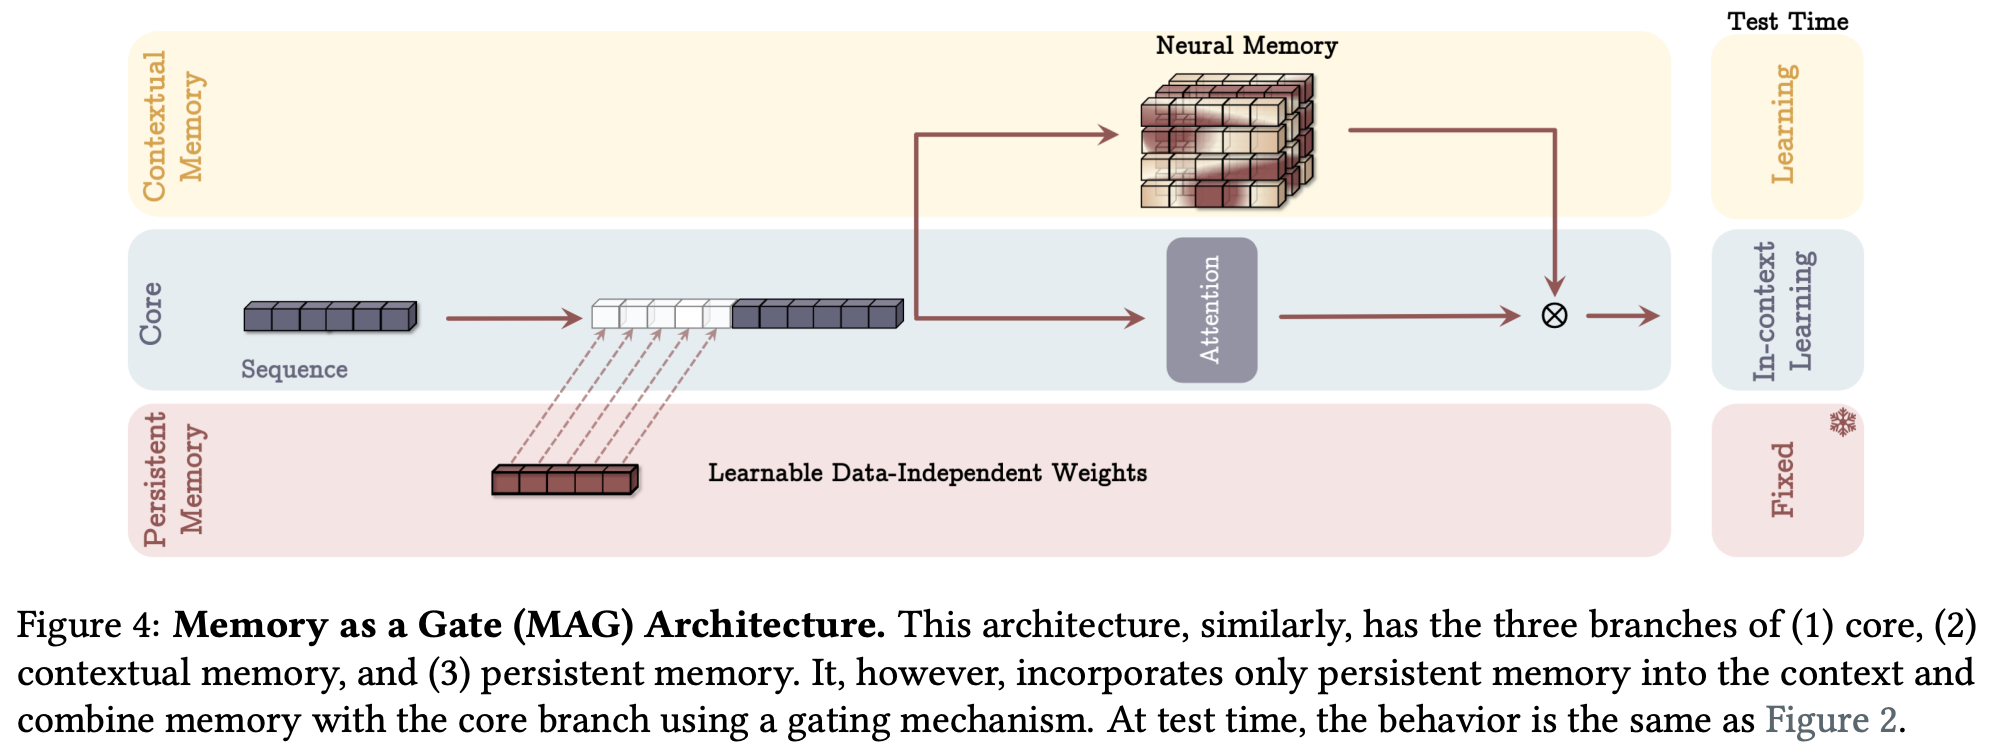 Test Time
Neural Memory
Contextual
Memory
Learning
Core
Sequence
Attention
In-context
Learning
Persistent
Memory
Learnable Data-Independent Weights
Fixed
Figure 4: Memory as a Gate (MAG) Architecture. This architecture, similarly, has the three branches of (1) core, (2)
contextual memory, and (3) persistent memory. It, however, incorporates only persistent memory into the context and
combine memory with the core branch using a gating mechanism. At test time, the behavior is the same as Figure 2.